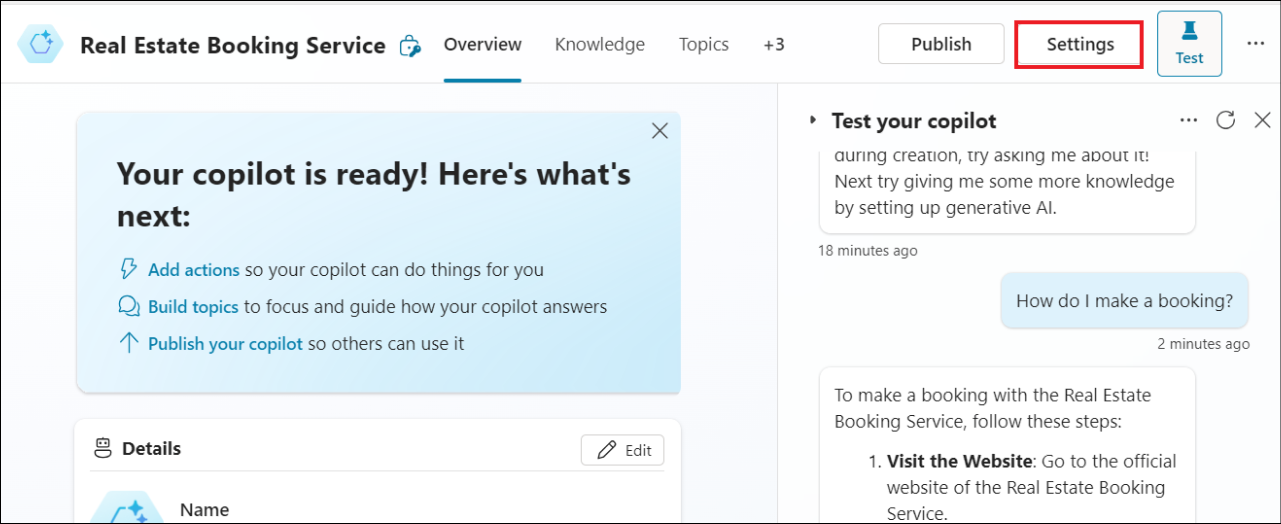 Real Estate Booking Service
Overview
Knowledge
Topics
+3
Publish
Settings
Test
Your copilot is ready! Here's what's
next:
Add actions so your copilot can do things for you
Build topics to focus and guide how your copilot answers
Publish your copilot so others can use it
Details
Edit
Name
Test your copilot
during creation, try asking me about it!
Next try giving me some more knowledge
by setting up generative AI.
18 minutes ago
How do I make a booking?
2 minutes ago
To make a booking with the Real Estate
Booking Service, follow these steps:
1. Visit the Website: Go to the official
website of the Real Estate Booking
Service.